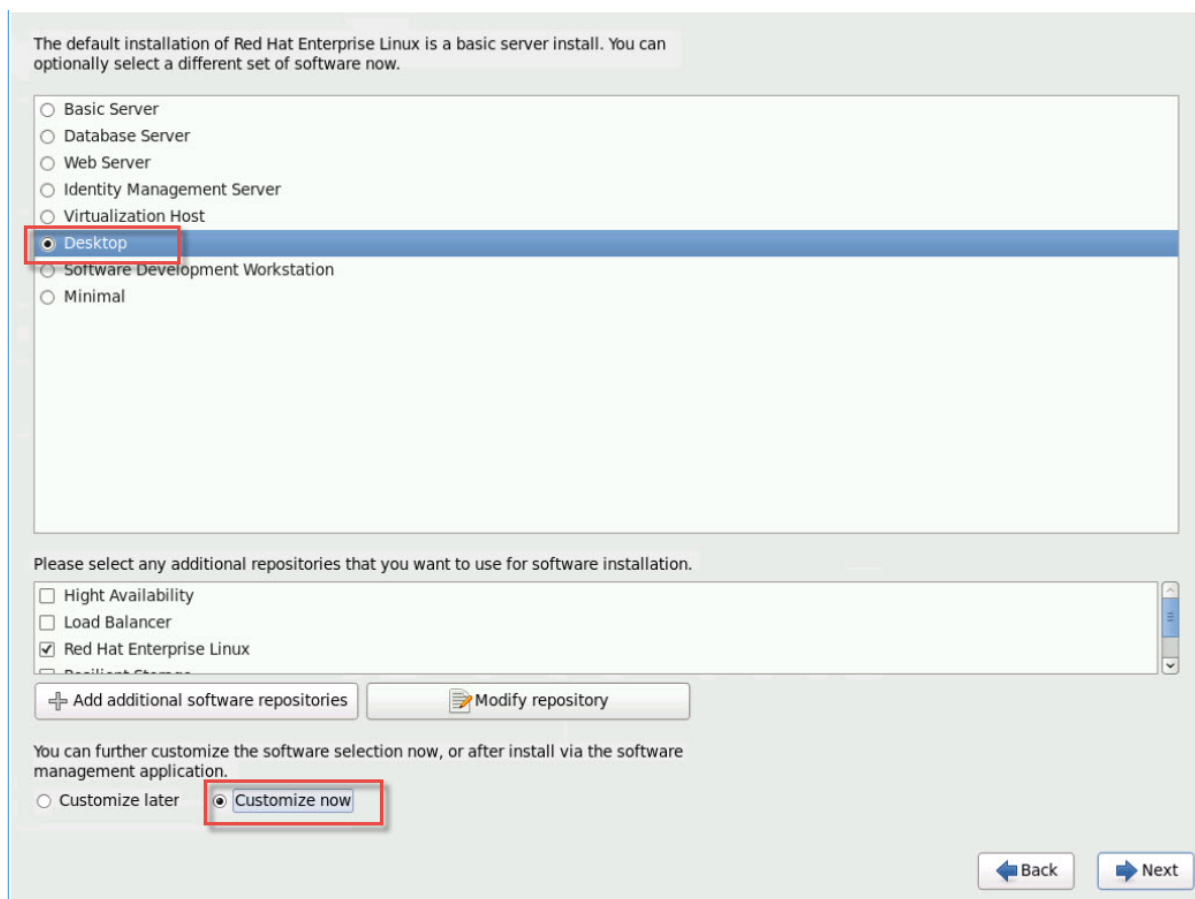 The default installation of Red Hat Enterprise Linux is a basic server install. You can
optionally select a different set of software now.
Basic Server
Database Server
Web Server
Identity Management Server
Virtualization Host
Desktop
Software Development Workstation
Minimal
Please select any additional repositories that you want to use for software installation.
Hight Availability
Load Balancer
Red Hat Enterprise Linux
Resilient Storage
Add additional software repositories
Modify repository
You can further customize the software selection now, or after install via the software
management application.
Customize later
Customize now
Back
Next